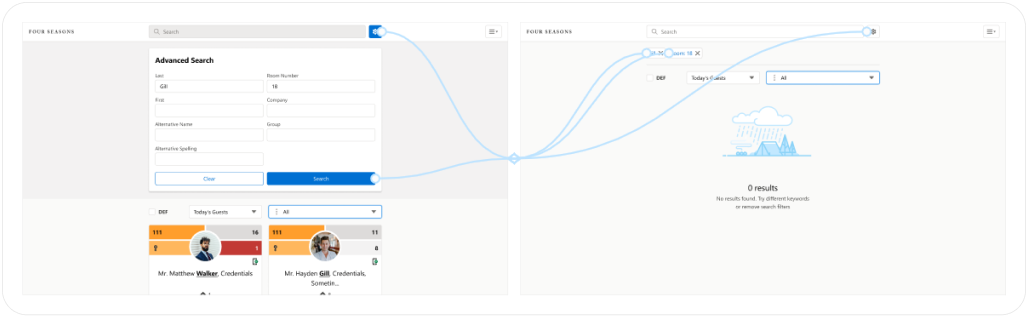 FOUR SEASONS
Search
Advanced Search
Last
Room Number
Gill
18
First
Company
Alternative Name
Group
Alternative Spelling
Clear
Search
DEF
Today's Guests
All
111
16
111
11
1
8
Mr. Matthew Walker, Credentials
Mr. Hayden Gill, Credentials,
Sometin...
FOUR SEASONS
Search
18
DEF
Today's Guests
All
0 results
No results found. Try different keywords
or remove search filters